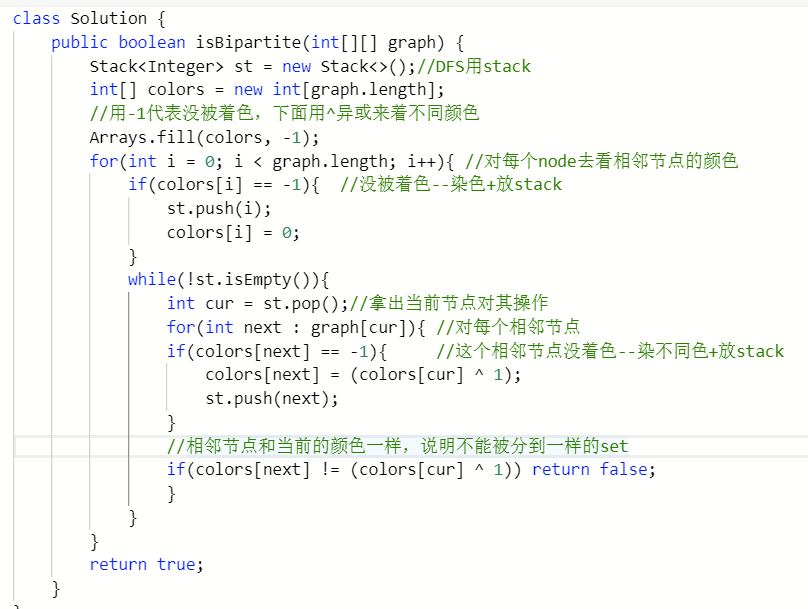 class Solution {
    public boolean isBipartite(int[][] graph) {
        Stack<Integer> st = new Stack<>();//DFS用stack
        int[] colors = new int[graph.length];
        //用-1代表没被着色，下面用^异或来着不同颜色
        Arrays.fill(colors, -1);
        for(int i = 0; i < graph.length; i++){ //对每个node去看相邻节点的颜色
            if(colors[i] == -1){  //没被着色--染色+放stack
                st.push(i);
                colors[i] = 0;
            }
            while(!st.isEmpty()){
                int cur = st.pop();//拿出当前节点对其操作
                for(int next : graph[cur]){ //对每个相邻节点
                if(colors[next] == -1){     //这个相邻节点没着色--染不同色+放stack
                    colors[next] = (colors[cur] ^ 1);
                    st.push(next);
                }
                //相邻节点和当前的颜色一样，说明不能被分到一样的set
                if(colors[next] != (colors[cur] ^ 1)) return false;
                }
            }
        }
        return true;
    }